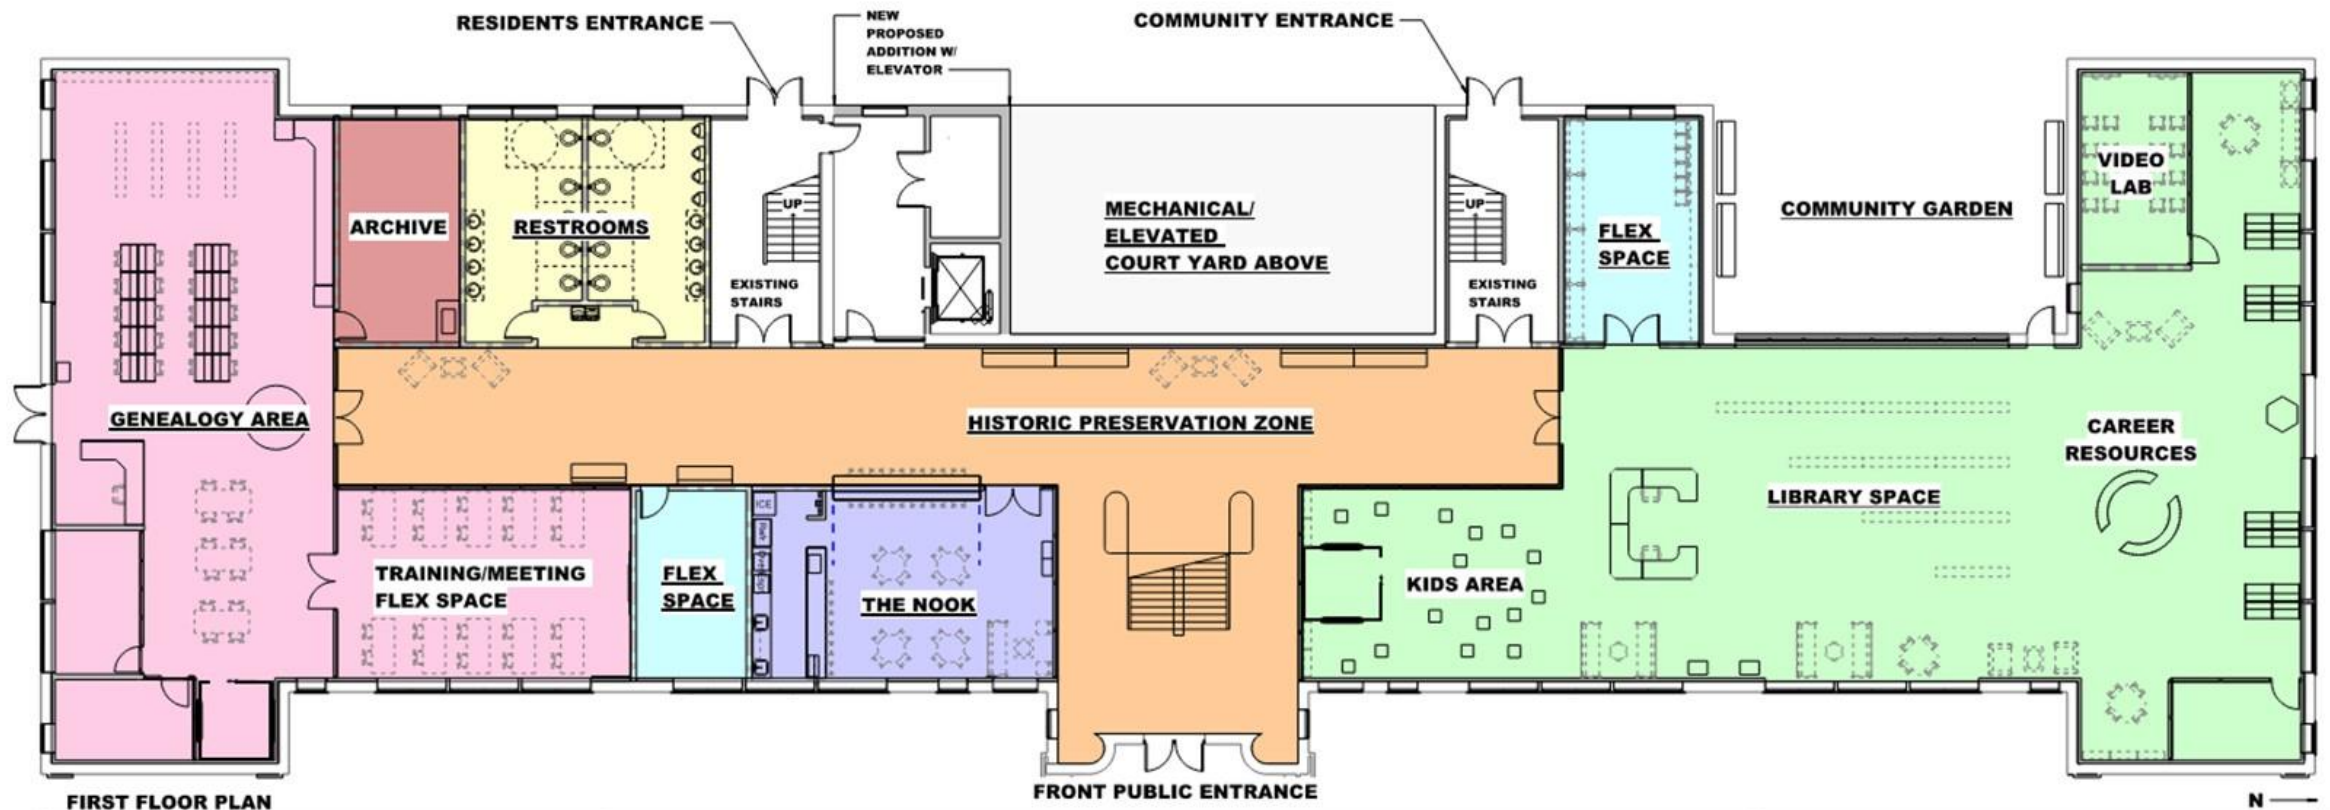 RESIDENTS ENTRANCE
NEW
PROPOSED
ADDITION W/
ELEVATOR
COMMUNITY ENTRANCE
ARCHIVE
RESTROOMS
UP
EXISTING
STAIRS
MECHANICAL/
ELEVATED
COURT YARD ABOVE
UP
EXISTING
STAIRS
FLEX
SPACE
COMMUNITY GARDEN
VIDEO
LAB
GENEALOGY AREA
HISTORIC PRESERVATION ZONE
CAREER
RESOURCES
LIBRARY SPACE
TRAINING/MEETING
FLEX SPACE
FLEX
SPACE
ICE
THE NOOK
KIDS AREA
FRONT PUBLIC ENTRANCE
FIRST FLOOR PLAN
N